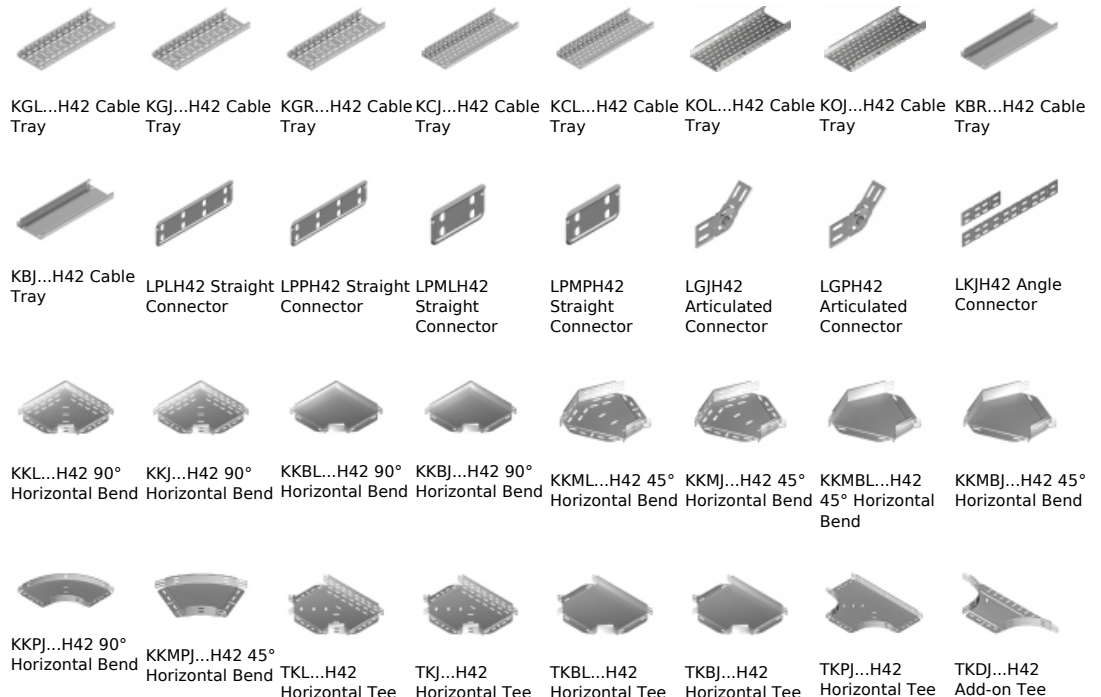 KGL...H42 Cable
Tray
KGJ...H42 Cable
Tray
KGR...H42 Cable
Tray
KCJ...H42 Cable
Tray
KCL...H42 Cable
Tray
KOL...H42 Cable
Tray
KOJ...H42 Cable
Tray
KBR...H42 Cable
Tray
KBJ...H42 Cable
Tray
LPLH42 Straight
Connector
LPPH42 Straight
Connector
LPMLH42
Straight
Connector
LPMPH42
Straight
Connector
LGJH42
Articulated
Connector
LGPH42
Articulated
Connector
LKJH42 Angle
Connector
KKL...H42 90°
Horizontal Bend
KKJ...H42 90°
Horizontal Bend
KKBL...H42 90°
Horizontal Bend
KKBJ...H42 90°
Horizontal Bend
KKML...H42 45°
Horizontal Bend
KKMJ...H42 45°
Horizontal Bend
KKMBL...H42
45° Horizontal
Bend
KKMBJ...H42 45°
Horizontal Bend
KKPJ...H42 90°
Horizontal Bend
KKMPJ...H42 45°
Horizontal Bend
TKL...H42
Horizontal Tee
TKJ...H42
Horizontal Tee
TKBL...H42
Horizontal Tee
TKBJ...H42
Horizontal Tee
TKPJ...H42
Horizontal Tee
TKDJ...H42
Add-on Tee